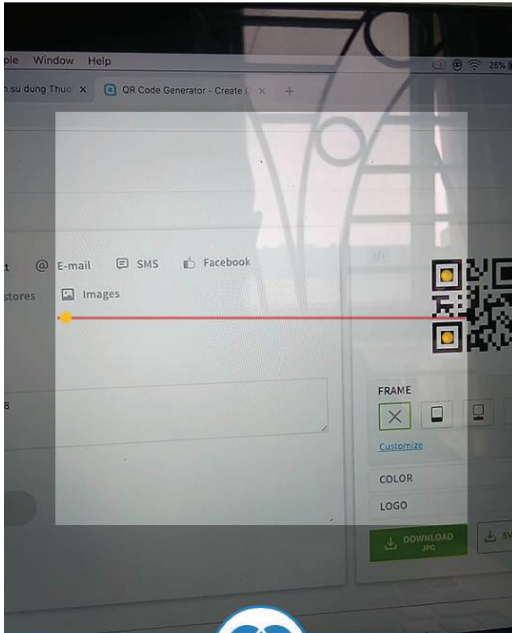 ple Window Help
26%
n su dung Thuo x QR Code Generator - Create C x +
@ E-mail SMS Facebook
stores Images
8
FRAME
Customize
COLOR
LOGO
DOWNLOAD
JPG
SV